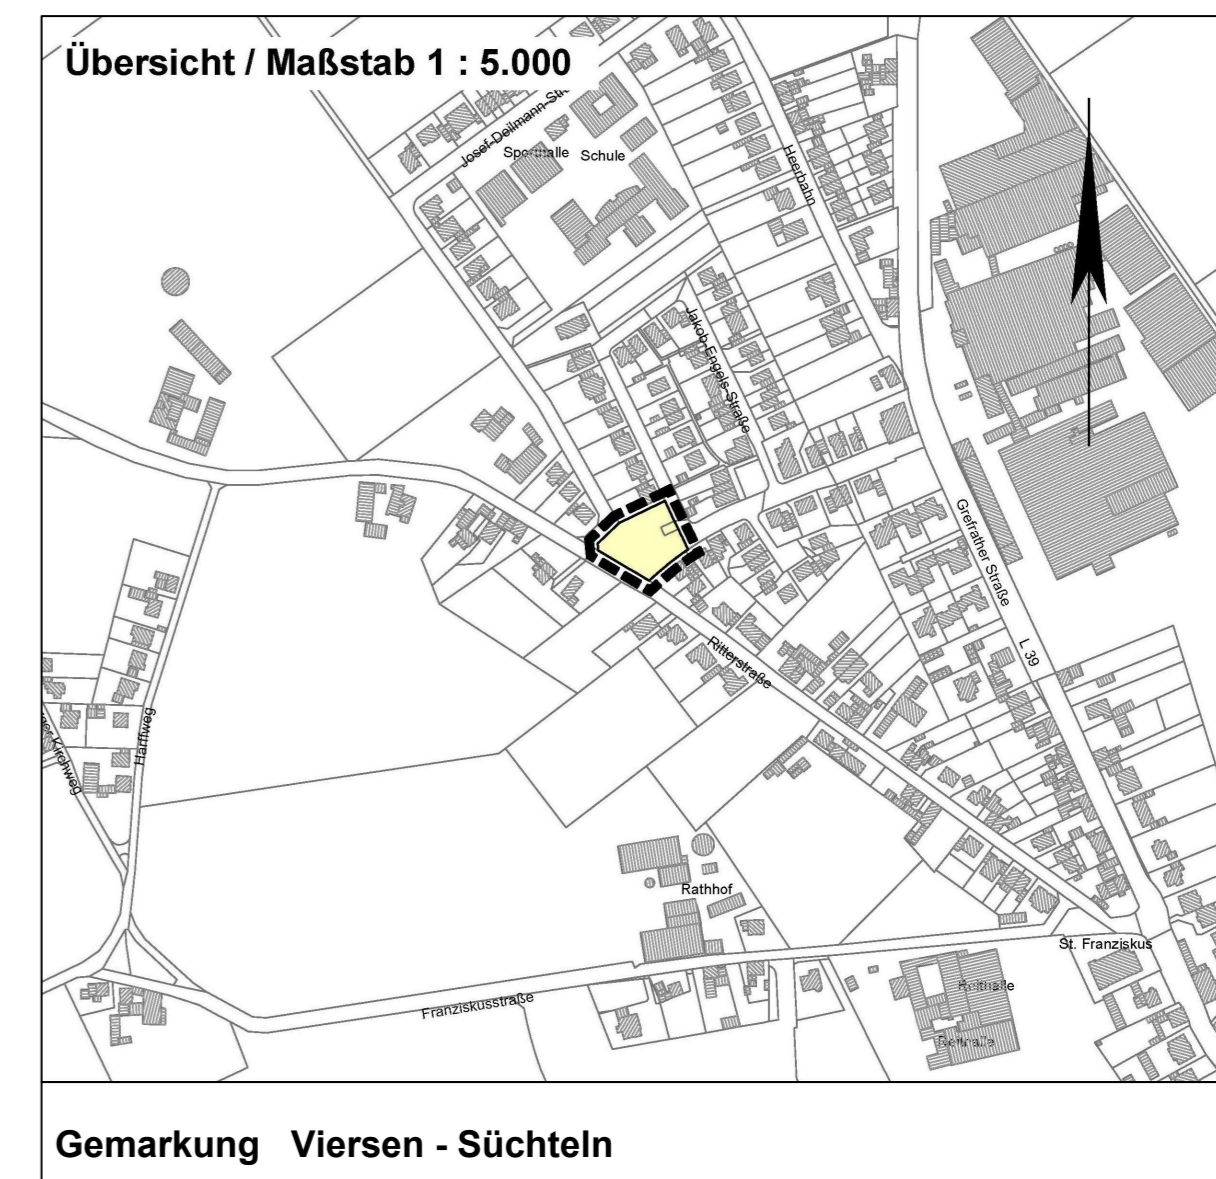 Übersicht / Maßstab 1 : 5.000
Josef-Deilmann-Str
Sporthalle
Schule
Heerbahn
Jakob-Engels-Straße
Grefrather Straße
L 39
Ritterstraße
Harffweg
Kirchweg
Rathhof
St. Franziskus
Reithalle
Reithalle
Franziskusstraße
Gemarkung Viersen - Süchteln